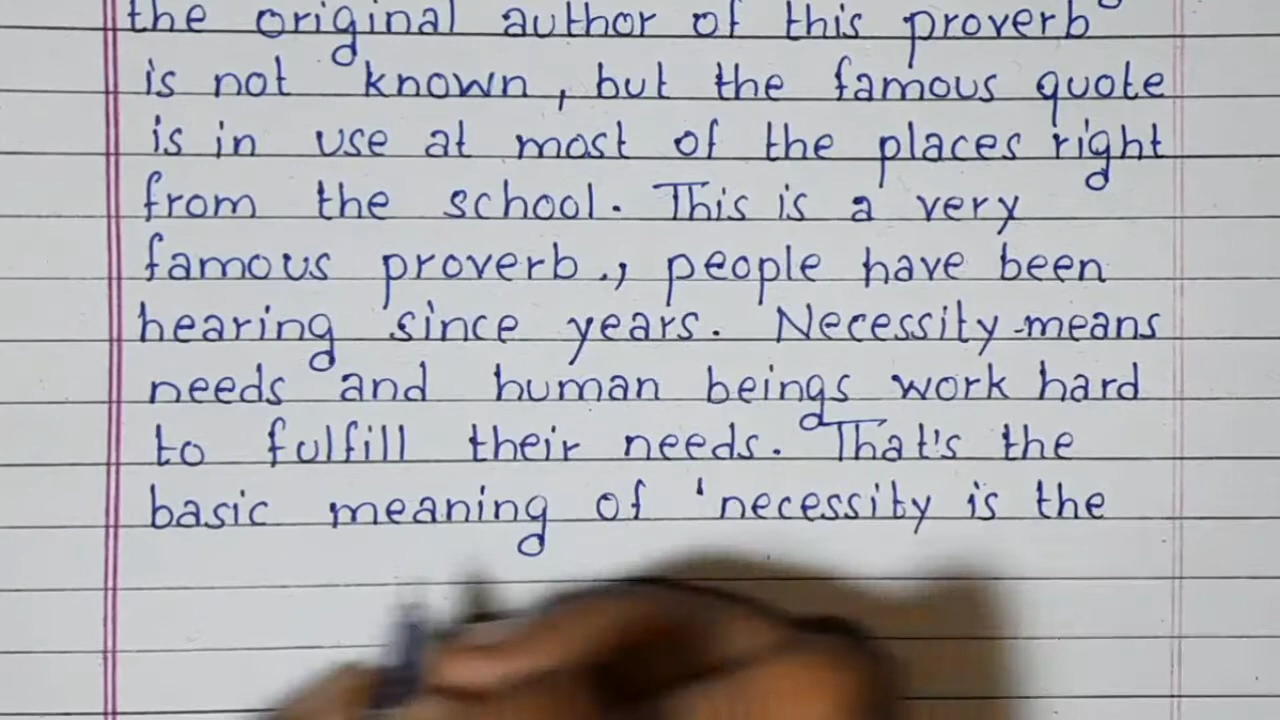 the original author of this proverb
is not known, but the famous quote
is in use at most of the places right
from the school. This is a very
famous proverb., people have been
hearing since years. Necessity means
needs and human beings work hard
to fulfill their needs. That's the
basic meaning of 'necessity is the